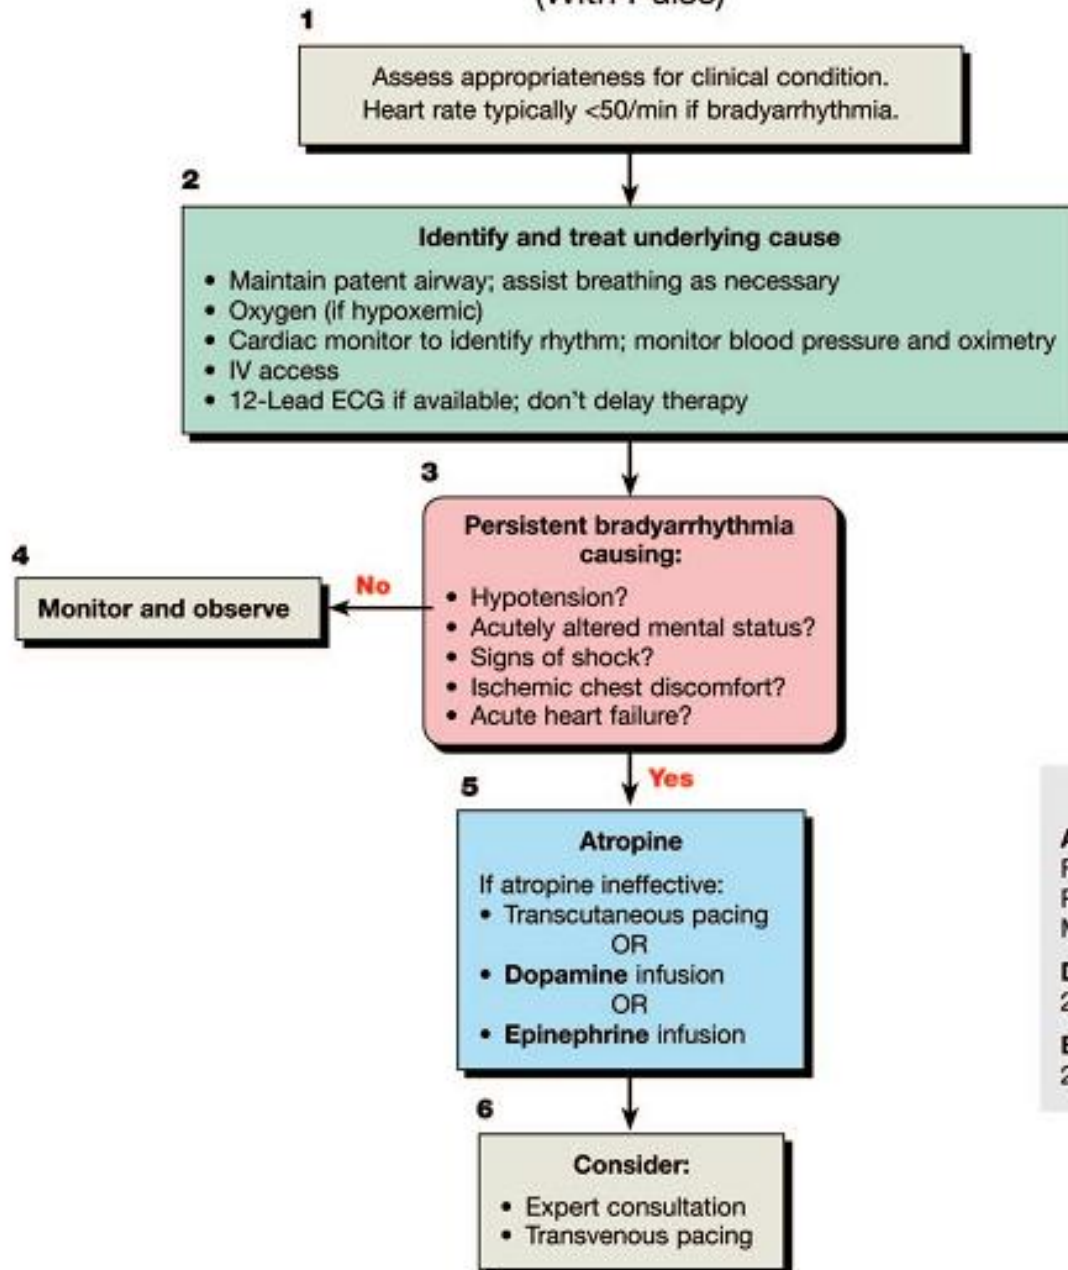 (With Pulse)
1
Assess appropriateness for clinical condition.
Heart rate typically <50/min if bradyarrhythmia.
2
Identify and treat underlying cause
• Maintain patent airway; assist breathing as necessary
• Oxygen (if hypoxemic)
• Cardiac monitor to identify rhythm; monitor blood pressure and oximetry
• IV access
• 12-Lead ECG if available; don't delay therapy
3
Persistent bradyarrhythmia
causing:
• Hypotension?
• Acutely altered mental status?
• Signs of shock?
• Ischemic chest discomfort?
• Acute heart failure?
4
No
Monitor and observe
Yes
5
Atropine
If atropine ineffective:
• Transcutaneous pacing
OR
• Dopamine infusion
OR
• Epinephrine infusion
6
Consider:
• Expert consultation
• Transvenous pacing